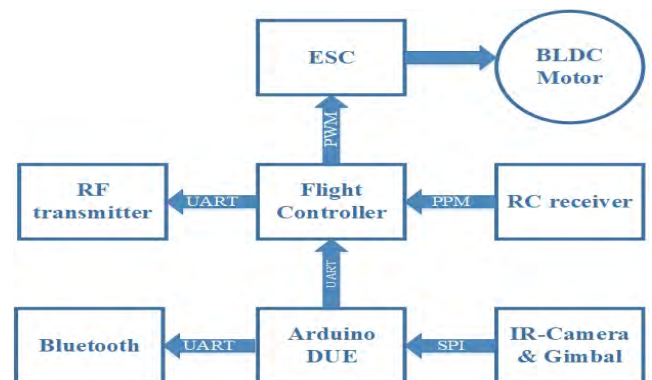 ESC
BLDC
Motor
PWM
RF
transmitter
UART
Flight
Controller
PPM
RC receiver
UART
Bluetooth
UART
Arduino
DUE
SPI
IR-Camera
& Gimbal